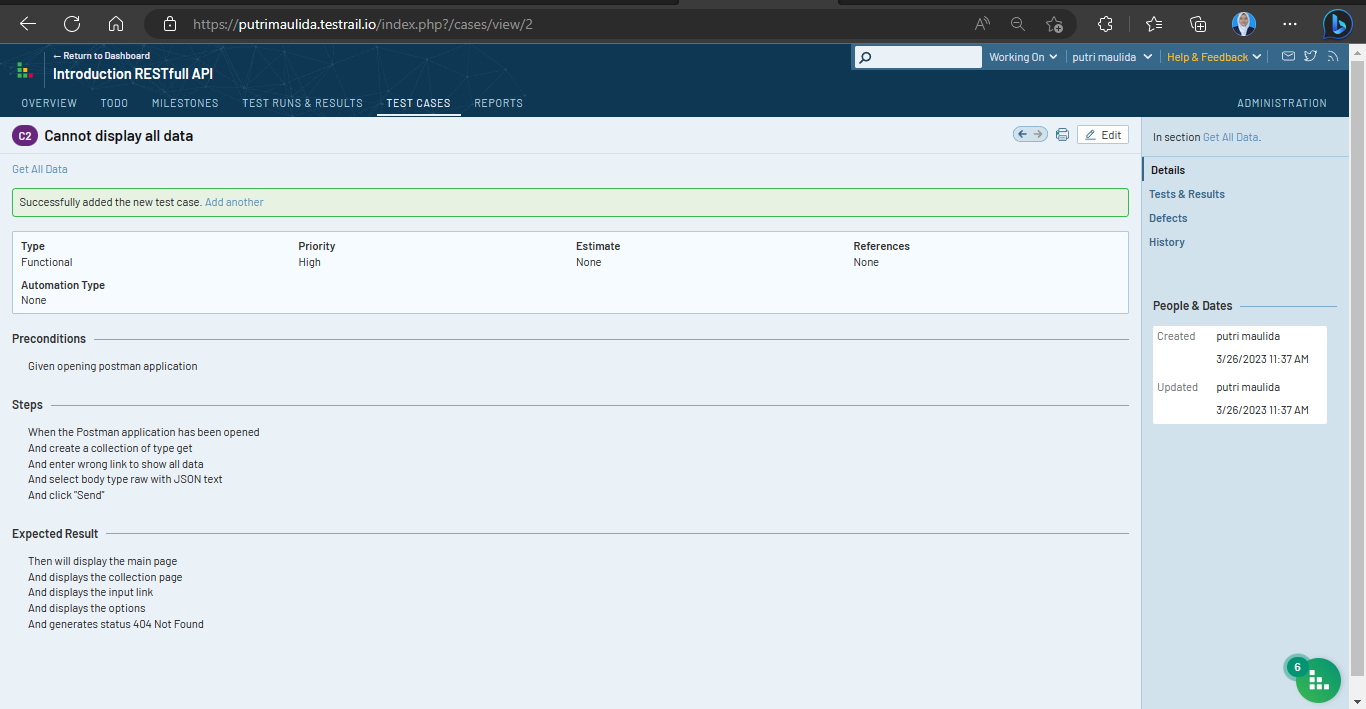 https://putrimaulida.testrail.io/index.php?/cases/view/2
← Return to Dashboard
Introduction RESTfull API
Working On
putri maulida
Help & Feedback
OVERVIEW
TODO
MILESTONES
TEST RUNS & RESULTS
TEST CASES
REPORTS
ADMINISTRATION
C2 Cannot display all data
Edit
Get All Data
Successfully added the new test case. Add another
Type
Functional
Priority
High
Estimate
None
References
None
Automation Type
None
Preconditions
Given opening postman application
Steps
When the Postman application has been opened
And create a collection of type get
And enter wrong link to show all data
And select body type raw with JSON text
And click "Send"
Expected Result
Then will display the main page
And displays the collection page
And displays the input link
And displays the options
And generates status 404 Not Found
In section Get All Data.
Details
Tests & Results
Defects
History
People & Dates
Created putri maulida
3/26/2023 11:37 AM
Updated putri maulida
3/26/2023 11:37 AM
6